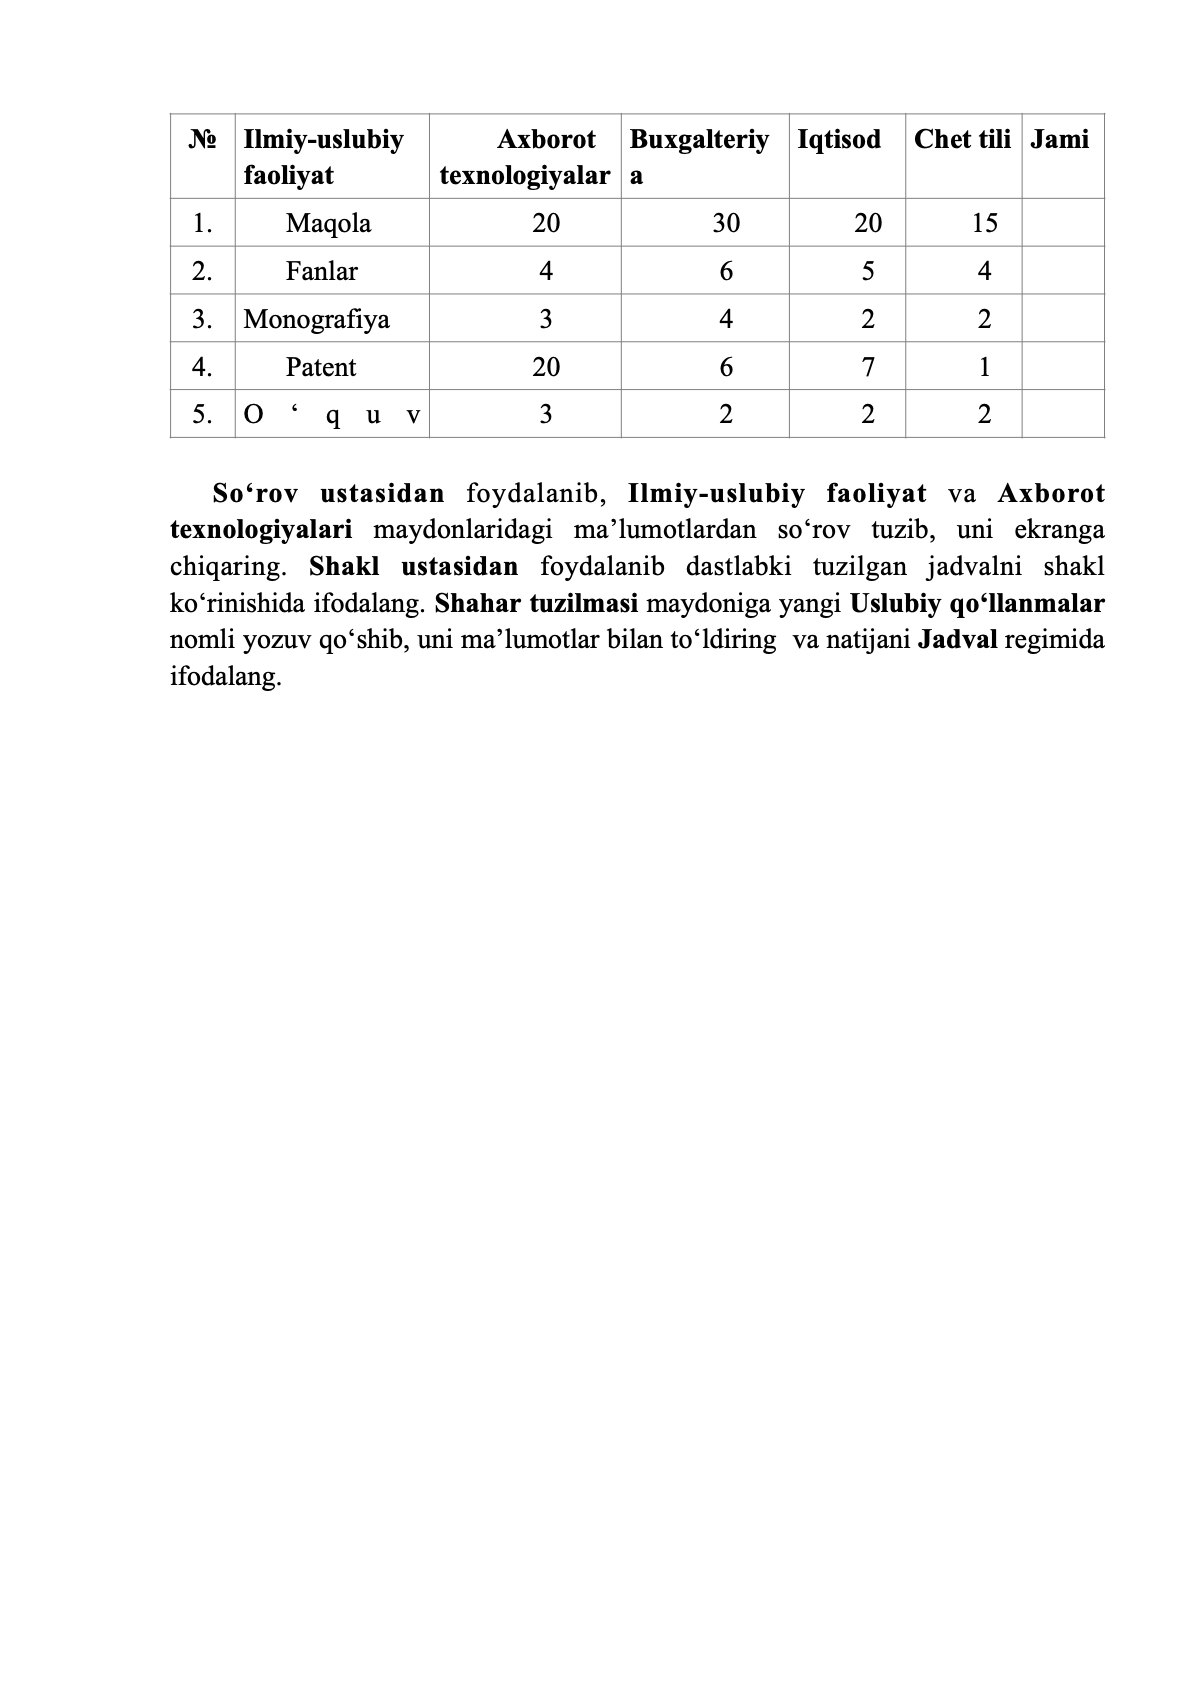 № Ilmiy-uslubiy faoliyat Axborot texnologiyalar Buxgalteriya Iqtisod Chet tili Jami
1. Maqola 20 30 20 15
2. Fanlar 4 6 5 4
3. Monografiya 3 4 2 2
4. Patent 20 6 7 1
5. O ‘ q u v 3 2 2 2
So‘rov ustasidan foydalanib, Ilmiy-uslubiy faoliyat va Axborot
texnologiyalari maydonlaridagi ma’lumotlardan so‘rov tuzib, uni ekranga
chiqaring. Shakl ustasidan foydalanib dastlabki tuzilgan jadvalni shakl
ko‘rinishida ifodalang. Shahar tuzilmasi maydoniga yangi Uslubiy qo‘llanmalar
nomli yozuv qo‘shib, uni ma’lumotlar bilan to‘ldiring va natijani Jadval regimida
ifodalang.